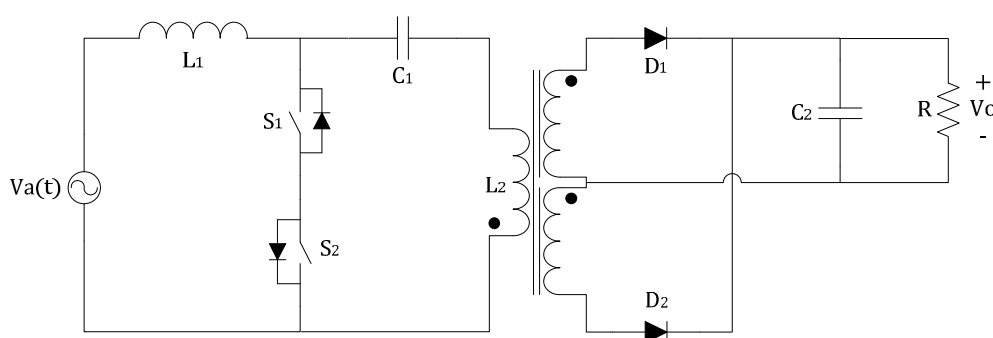 L1
C1
D1
S1
C2
R
+
Vo
-
Va(t)
L2
S2
D2